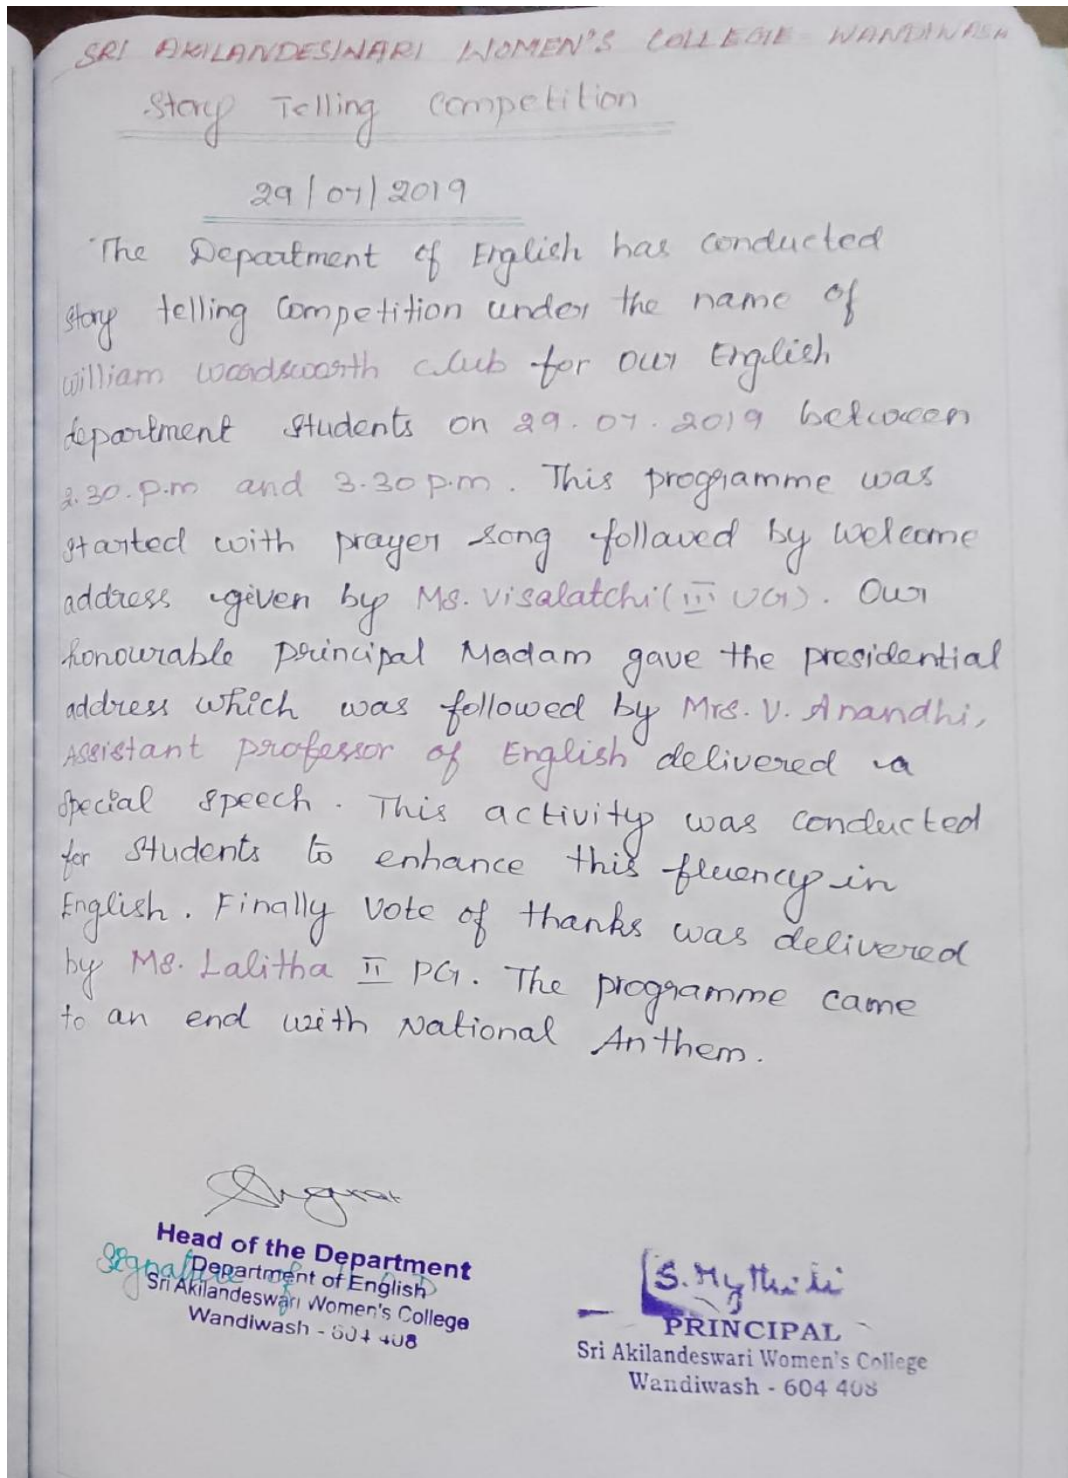 SRI AKILANDESWARI WOMEN'S COLLEGE WANDIWASH
Story Telling Competition
29/07/2019
The Department of English has conducted
story telling Competition under the name of
William Wordsworth club for our English
department students on 29.07.2019 between
2.30.p.m and 3.30 p.m. This programme was
started with prayer song followed by welcome
address given by Ms. Visalatchi (III UG). Our
honourable principal Madam gave the presidential
address which was followed by Mrs. V. Anandhi,
Assistant professor of English delivered a
special speech. This activity was conducted
for students to enhance this fluency in
English. Finally Vote of thanks was delivered
by Ms. Lalitha II PG. The programme came
to an end with National Anthem.
Head of the Department
Signature of
Department of English
Sri Akilandeswari Women's College
Wandiwash - 604 408
S. Mythili
PRINCIPAL
Sri Akilandeswari Women's College
Wandiwash - 604 408